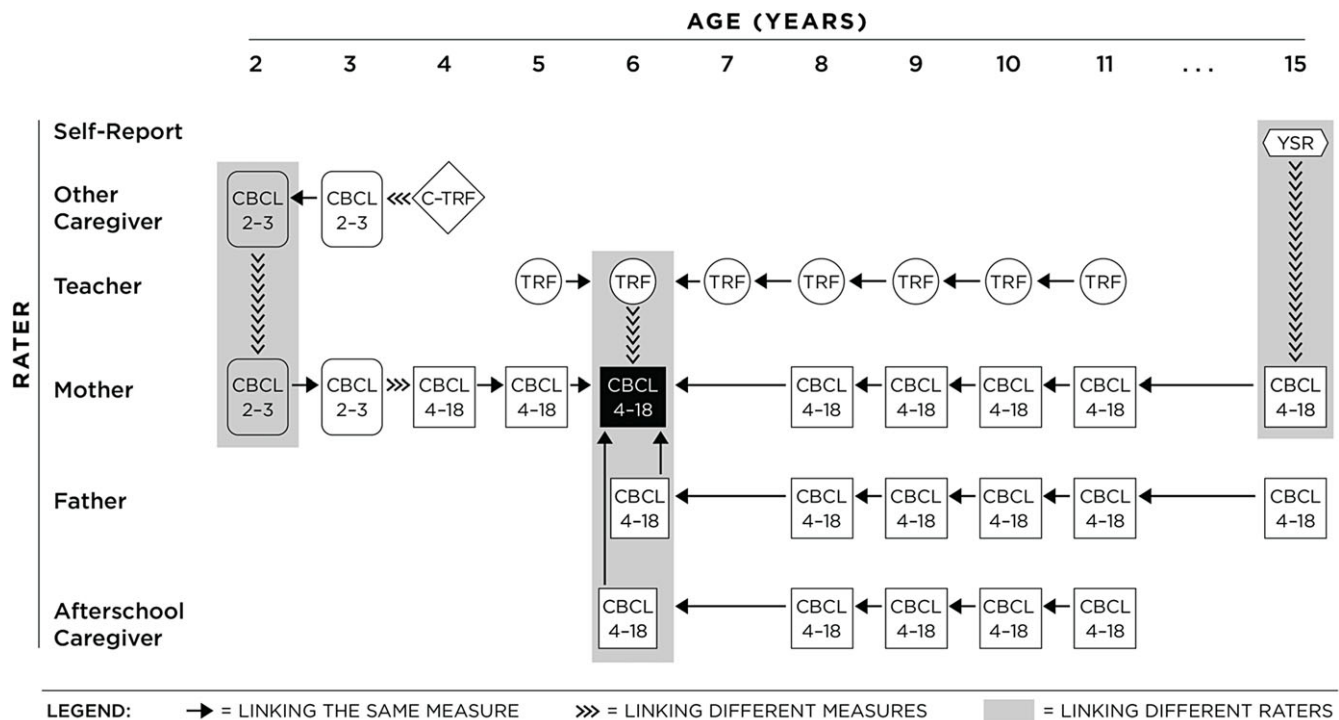 AGE (YEARS)
2 3 4 5 6 7 8 9 10 11 ... 15
RATER
Self-Report
YSR
Other
Caregiver
CBCL
2–3
CBCL
2–3
C-TRF
Teacher
TRF
TRF
TRF
TRF
TRF
TRF
TRF
Mother
CBCL
2–3
CBCL
2–3
CBCL
4–18
CBCL
4–18
CBCL
4–18
CBCL
4–18
CBCL
4–18
CBCL
4–18
CBCL
4–18
CBCL
4–18
Father
CBCL
4–18
CBCL
4–18
CBCL
4–18
CBCL
4–18
CBCL
4–18
CBCL
4–18
Afterschool
Caregiver
CBCL
4–18
CBCL
4–18
CBCL
4–18
CBCL
4–18
CBCL
4–18
LEGEND: = LINKING THE SAME MEASURE = LINKING DIFFERENT MEASURES = LINKING DIFFERENT RATERS